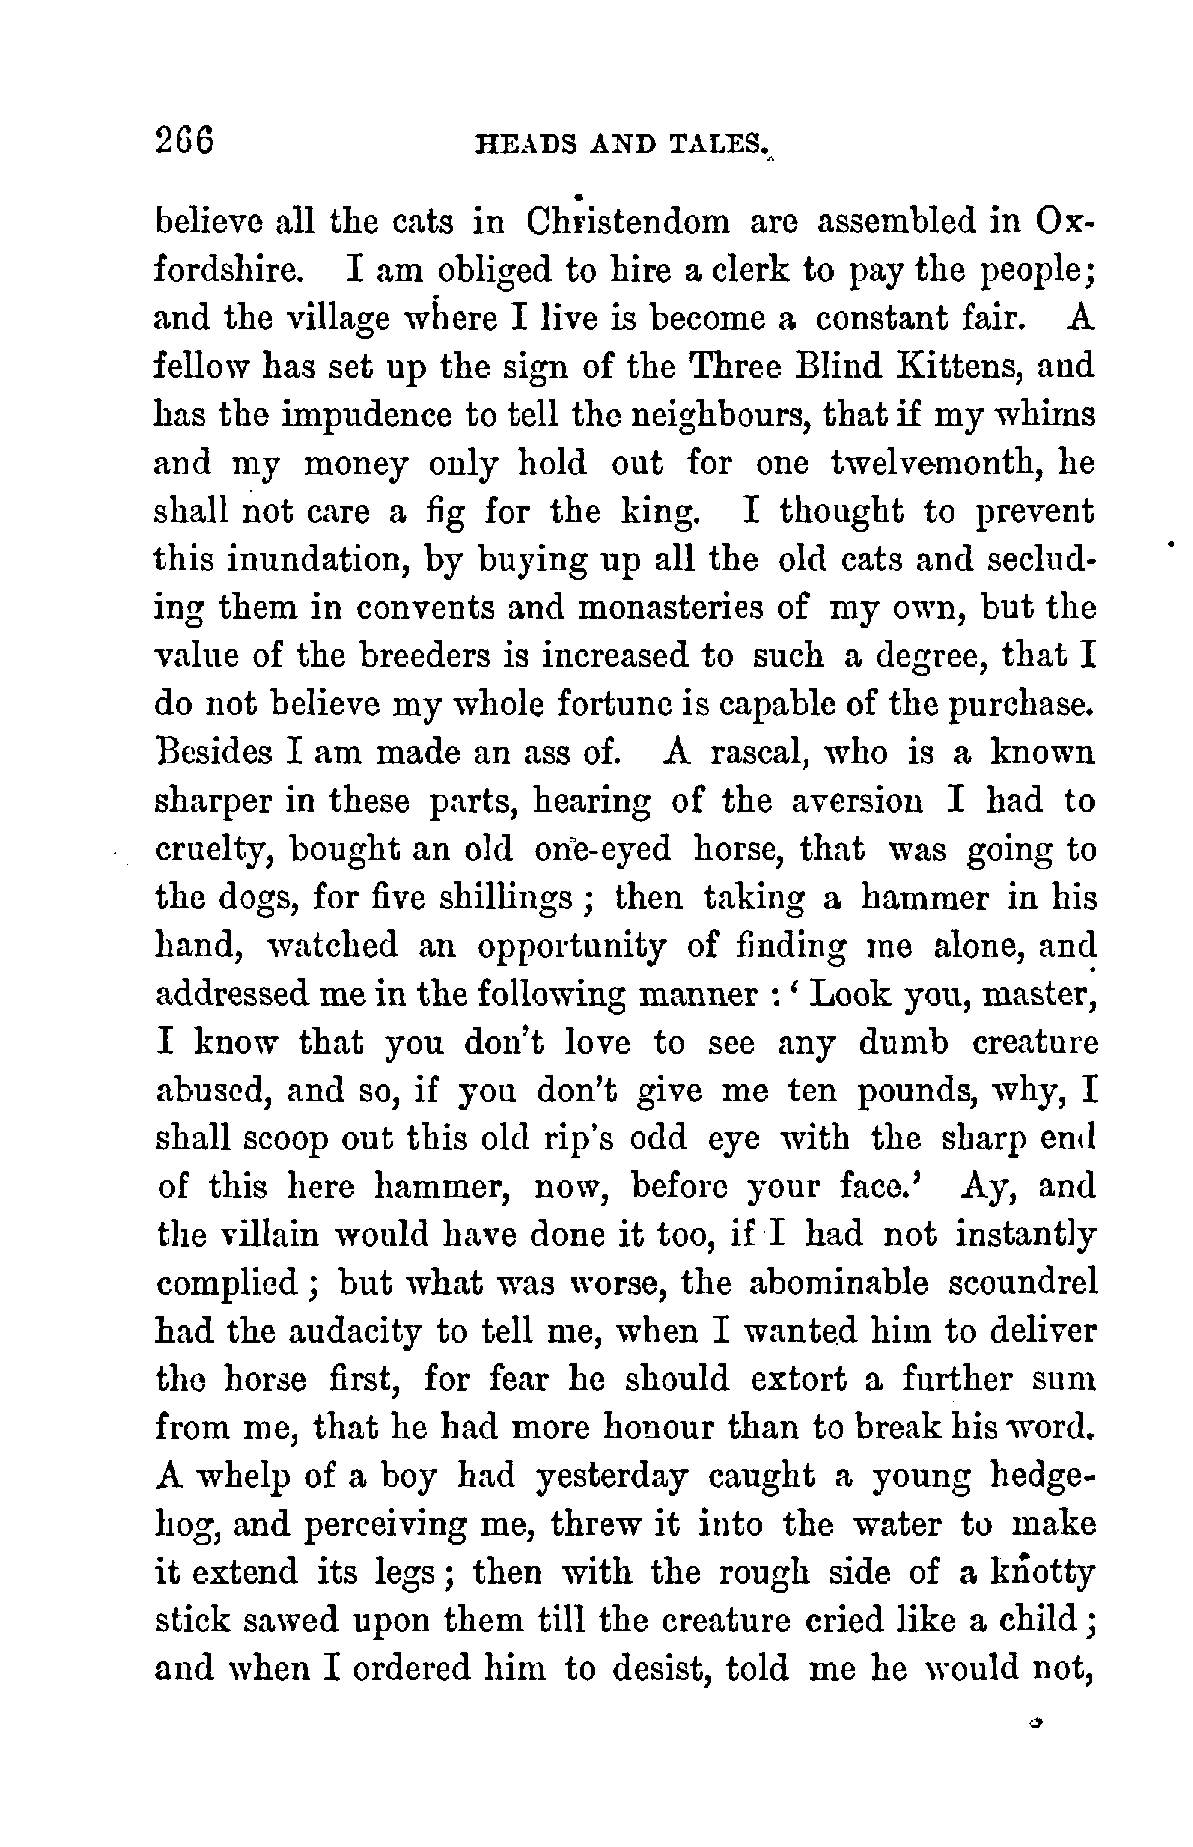 266 HEADS AND TALES.
believe all the cats in Christendom are assembled in Ox-
fordshire. I am obliged to hire a clerk to pay the people;
and the village where I live is become a constant fair. A
fellow has set up the sign of the Three Blind Kittens, and
has the impudence to tell the neighbours, that if my whims
and my money only hold out for one twelve-month, he
shall not care a fig for the king. I thought to prevent
this inundation, by buying up all the old cats and seclud-
ing them in convents and monasteries of my own, but the
value of the breeders is increased to such a degree, that I
do not believe my whole fortune is capable of the purchase.
Besides I am made an ass of. A rascal, who is a known
sharper in these parts, hearing of the aversion I had to
cruelty, bought an old one-eyed horse, that was going to
the dogs, for five shillings ; then taking a hammer in his
hand, watched an opportunity of finding me alone, and
addressed me in the following manner : ‘ Look you, master,
I know that you don’t love to see any dumb creature
abused, and so, if you don’t give me ten pounds, why, I
shall scoop out this old rip’s odd eye with the sharp end
of this here hammer, now, before your face.’ Ay, and
the villain would have done it too, if I had not instantly
complied ; but what was worse, the abominable scoundrel
had the audacity to tell me, when I wanted him to deliver
the horse first, for fear he should extort a further sum
from me, that he had more honour than to break his word.
A whelp of a boy had yesterday caught a young hedge-
hog, and perceiving me, threw it into the water to make
it extend its legs ; then with the rough side of a knotty
stick sawed upon them till the creature cried like a child ;
and when I ordered him to desist, told me he would not,